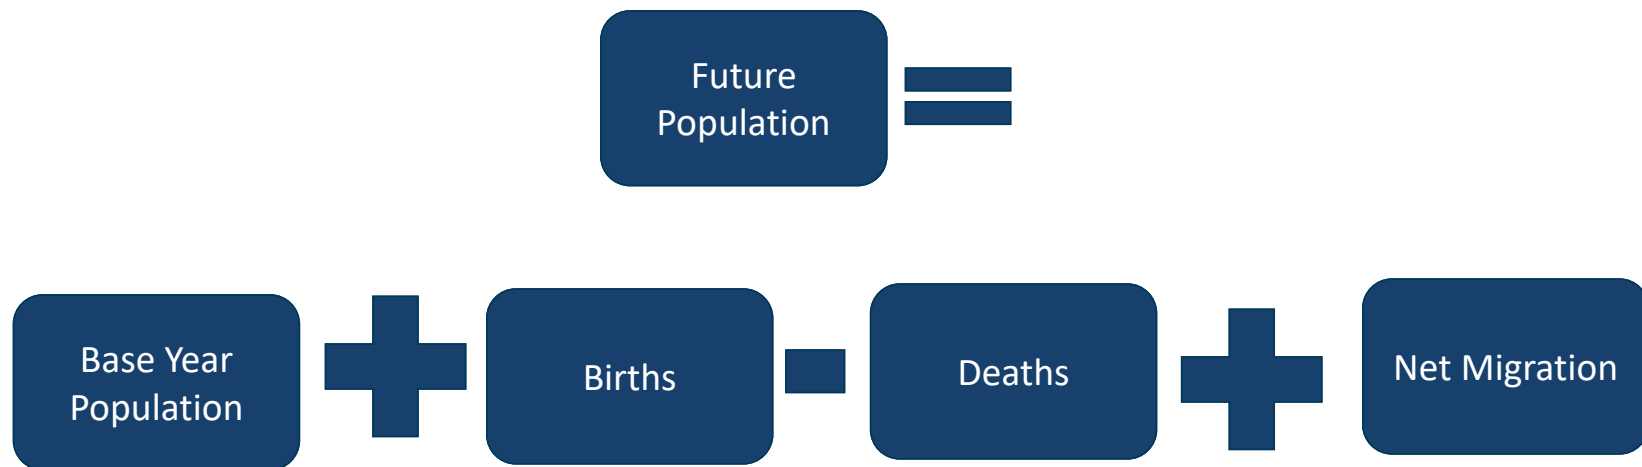 Future
Population
Base Year
Population
Births
Deaths
Net Migration